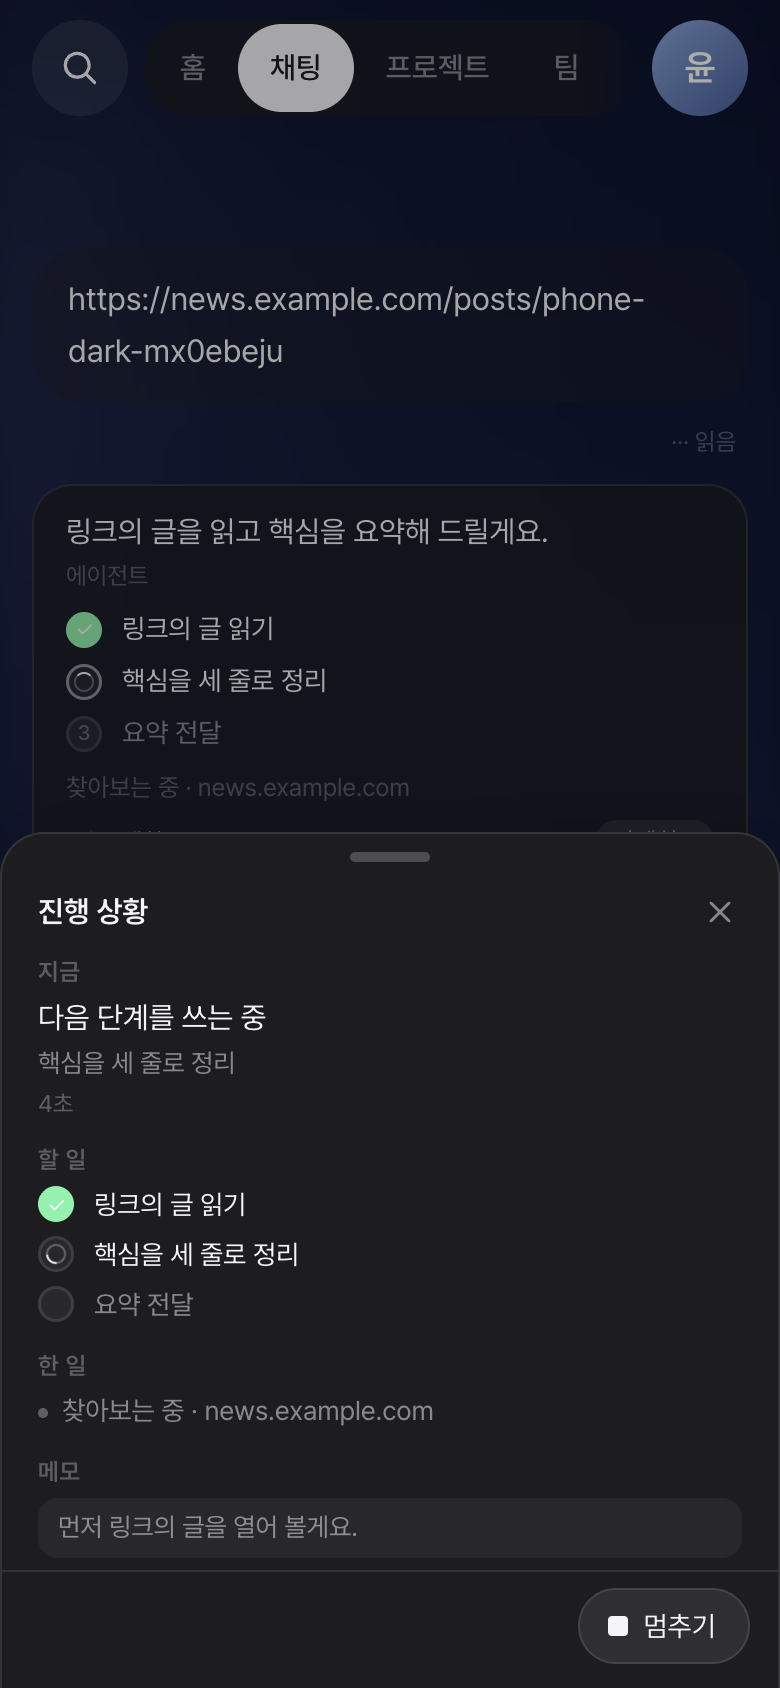 홈
채팅
프로젝트
팀
윤
https://news.example.com/posts/phone-
dark-mx0ebeju
··· 읽음
링크의 글을 읽고 핵심을 요약해 드릴게요.
에이전트
링크의 글 읽기
핵심을 세 줄로 정리
3 요약 전달
찾아보는 중 · news.example.com
진행 상황
지금
다음 단계를 쓰는 중
핵심을 세 줄로 정리
4초
할 일
링크의 글 읽기
핵심을 세 줄로 정리
요약 전달
한 일
찾아보는 중 · news.example.com
메모
먼저 링크의 글을 열어 볼게요.
멈추기